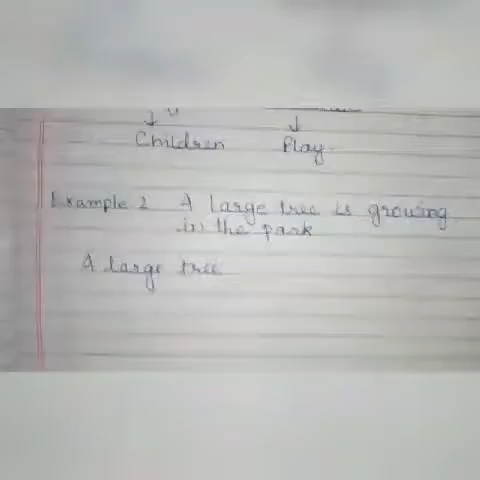 Children Play
Example 2 A large tree is growing
in the park
A large tree